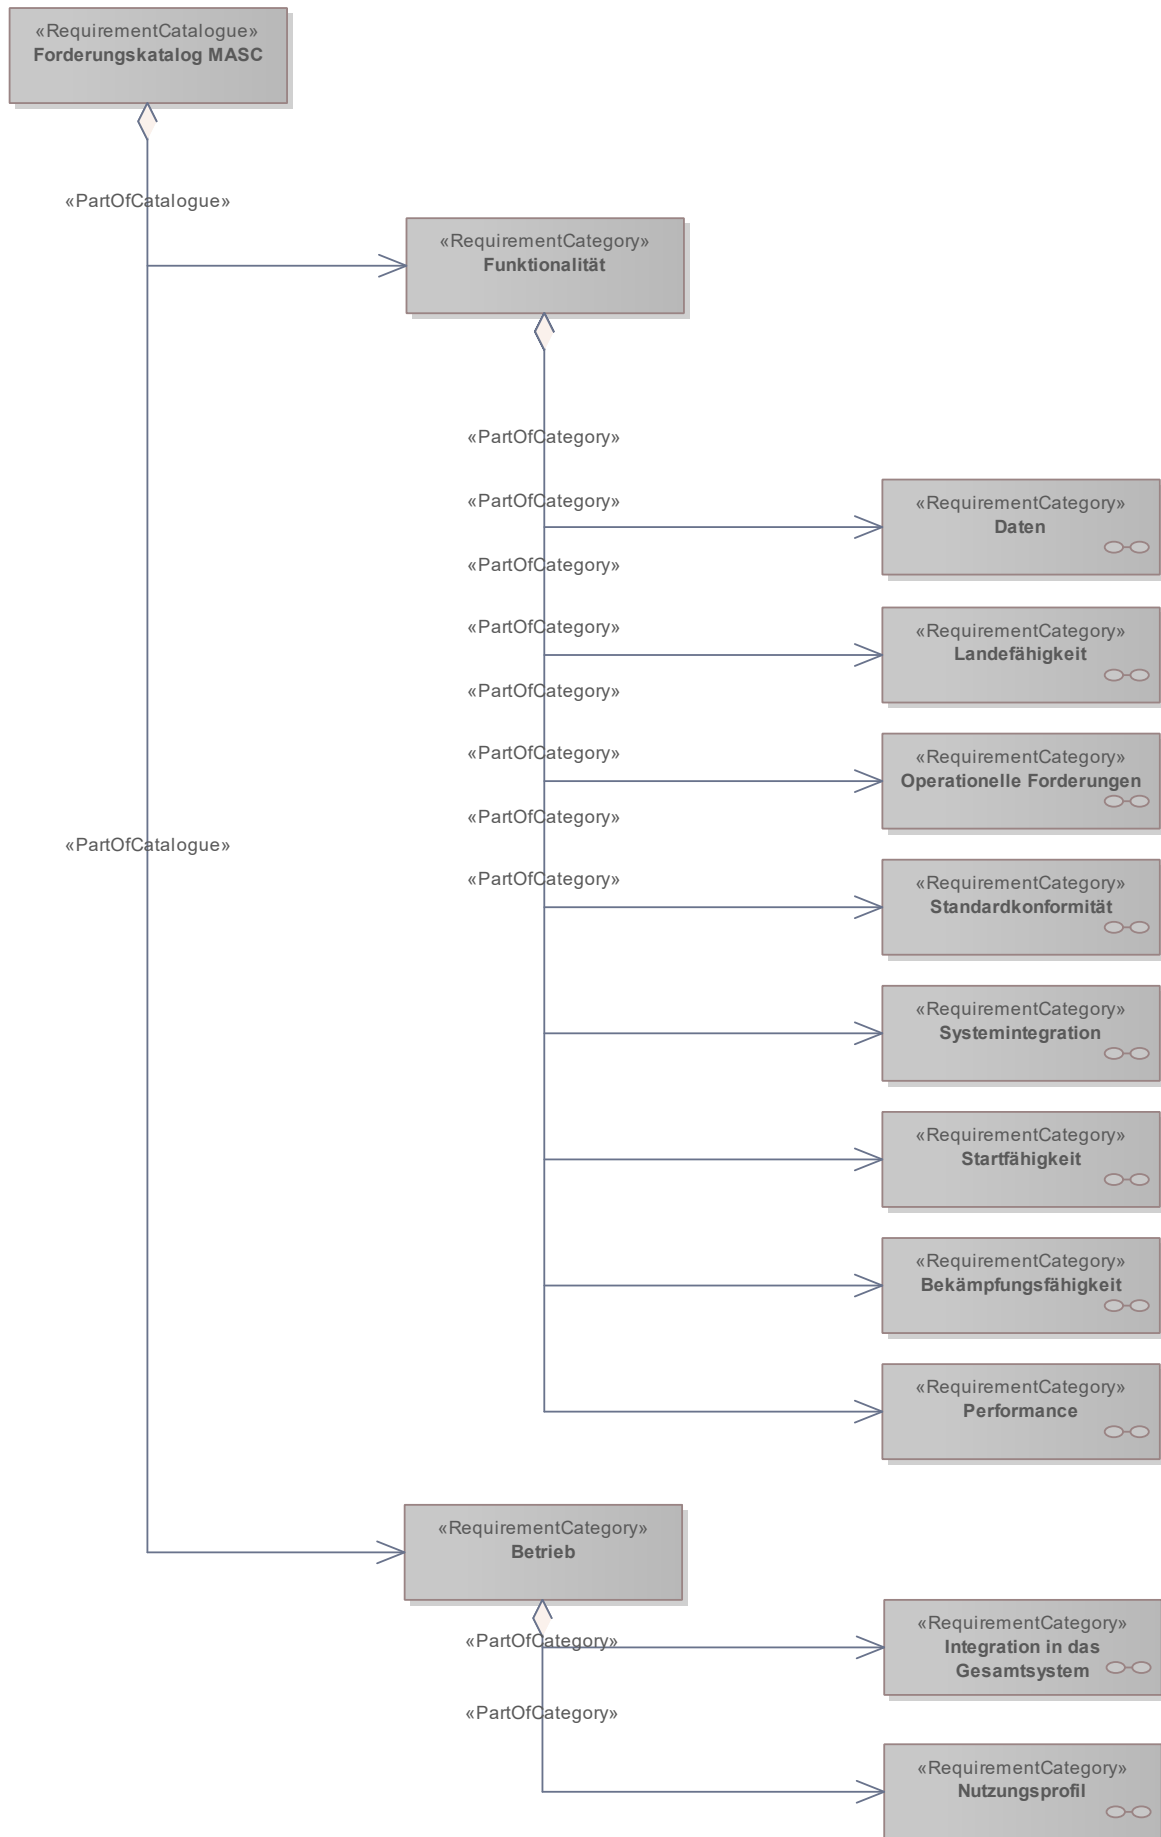 «RequirementCatalogue»
Forderungskatalog MASC
«PartOfCatalogue»
«RequirementCategory»
Funktionalität
«PartOfCategory»
«PartOfCategory»
«RequirementCategory»
Daten
«PartOfCategory»
«PartOfCategory»
«RequirementCategory»
Landefähigkeit
«PartOfCategory»
«PartOfCategory»
«RequirementCategory»
Operationelle Forderungen
«PartOfCategory»
«PartOfCatalogue»
«PartOfCategory»
«RequirementCategory»
Standardkonformität
«RequirementCategory»
Systemintegration
«RequirementCategory»
Startfähigkeit
«RequirementCategory»
Bekämpfungsfähigkeit
«RequirementCategory»
Performance
«RequirementCategory»
Betrieb
«PartOfCategory»
«RequirementCategory»
Integration in das
Gesamtsystem
«PartOfCategory»
«RequirementCategory»
Nutzungsprofil